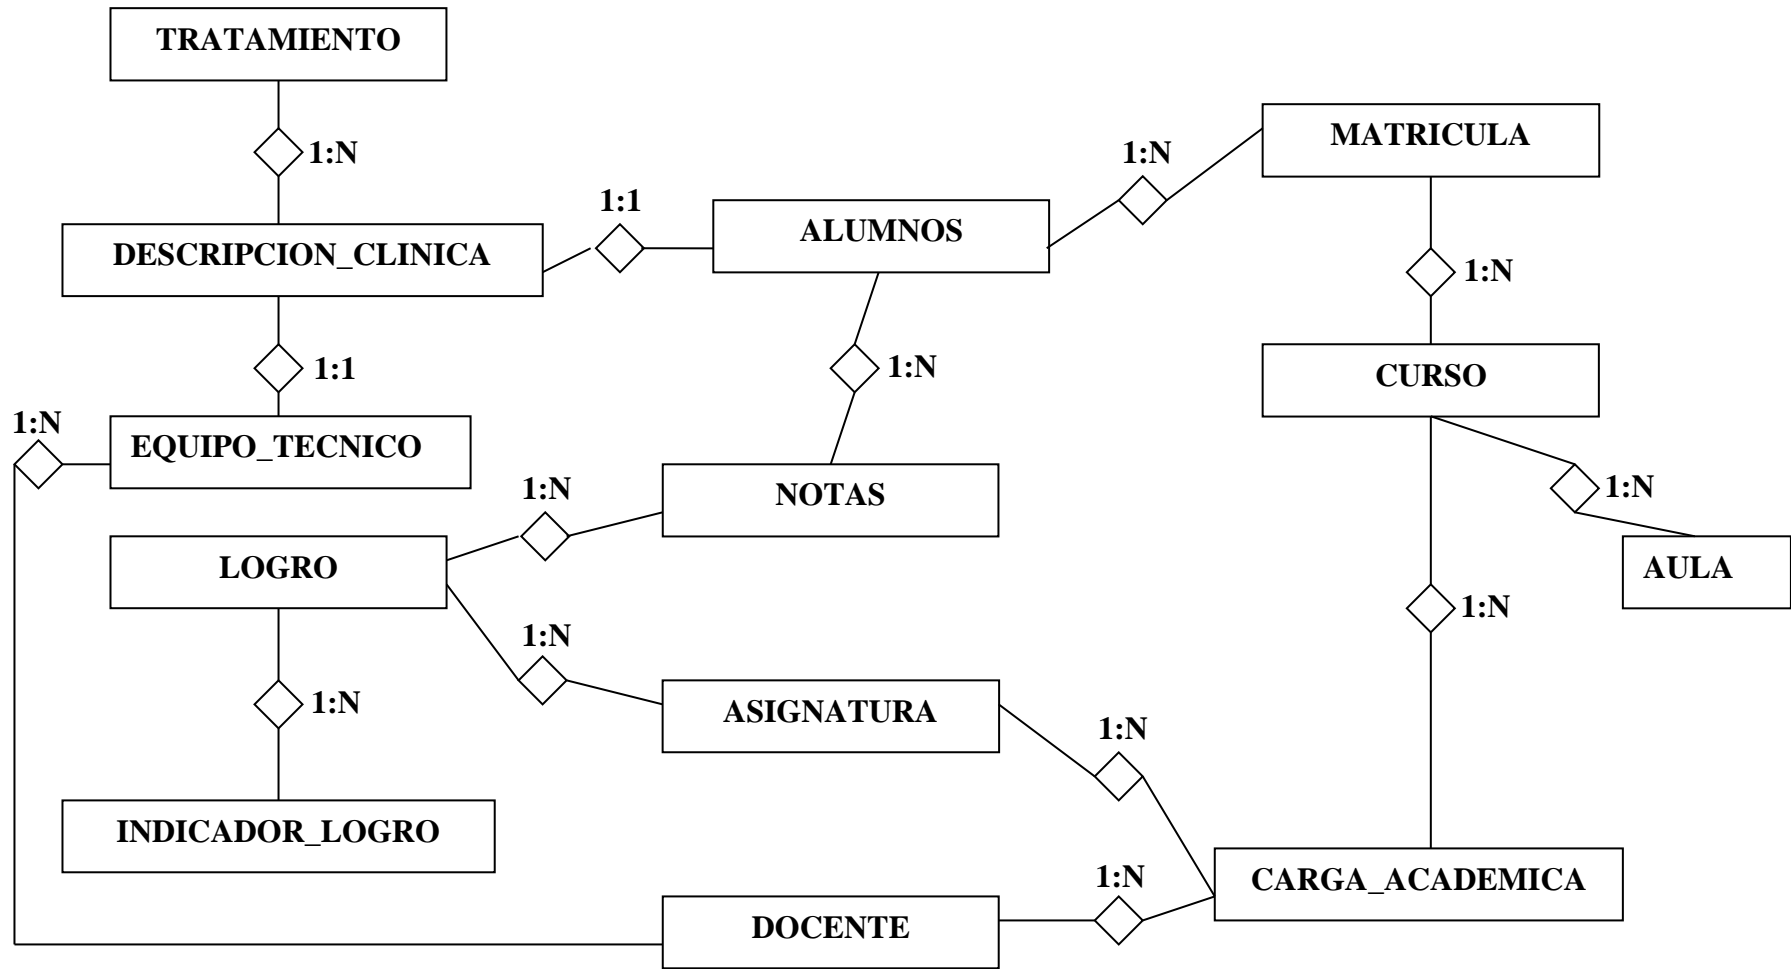 TRATAMIENTO
1:N
MATRICULA
1:N
1:1
ALUMNOS
DESCRIPCION_CLINICA
1:N
1:1
1:N
CURSO
1:N
EQUIPO_TECNICO
1:N
NOTAS
1:N
LOGRO
AULA
1:N
1:N
1:N
ASIGNATURA
1:N
INDICADOR_LOGRO
1:N
CARGA_ACADEMICA
DOCENTE